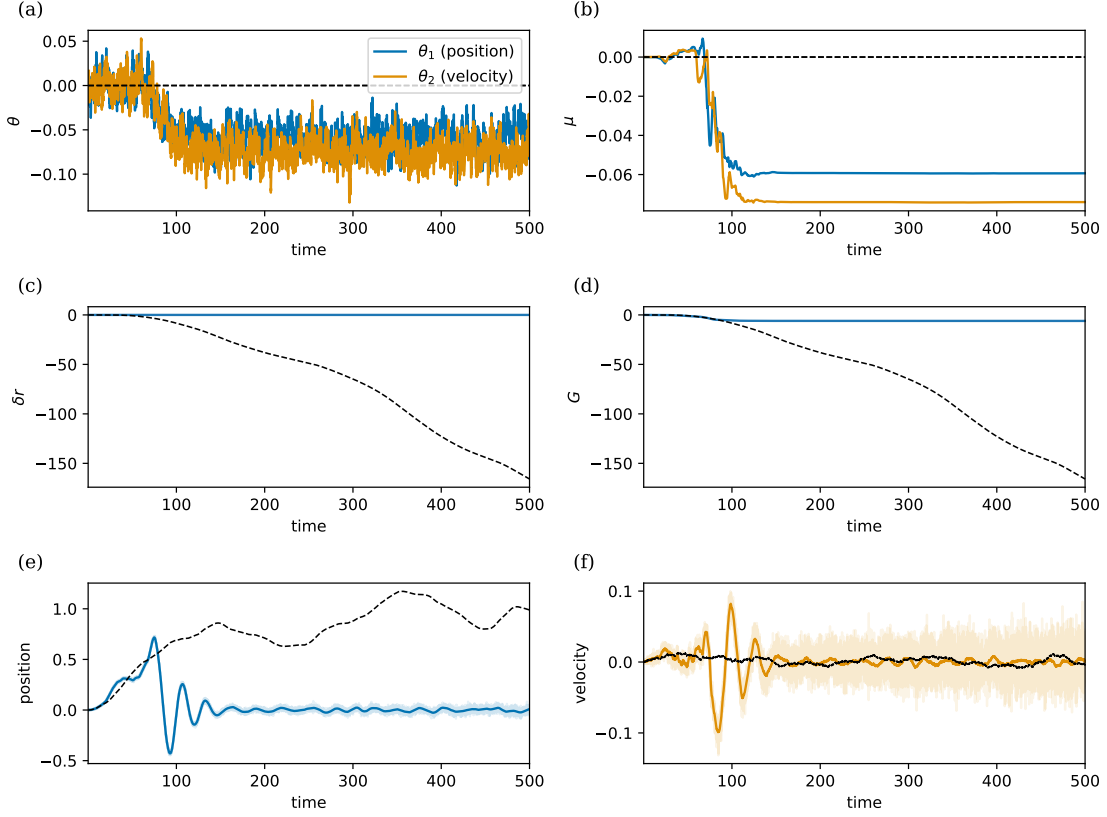 (a)
0.05
0.00
−0.05
−0.10
θ
θ1 (position)
θ2 (velocity)
100
200
300
400
500
time
(b)
0.00
−0.02
−0.04
−0.06
μ
100
200
300
400
500
time
(c)
0
−50
−100
−150
δr
100
200
300
400
500
time
(d)
0
−50
−100
−150
G
100
200
300
400
500
time
(e)
1.0
0.5
0.0
−0.5
position
100
200
300
400
500
time
(f)
0.1
0.0
−0.1
velocity
100
200
300
400
500
time